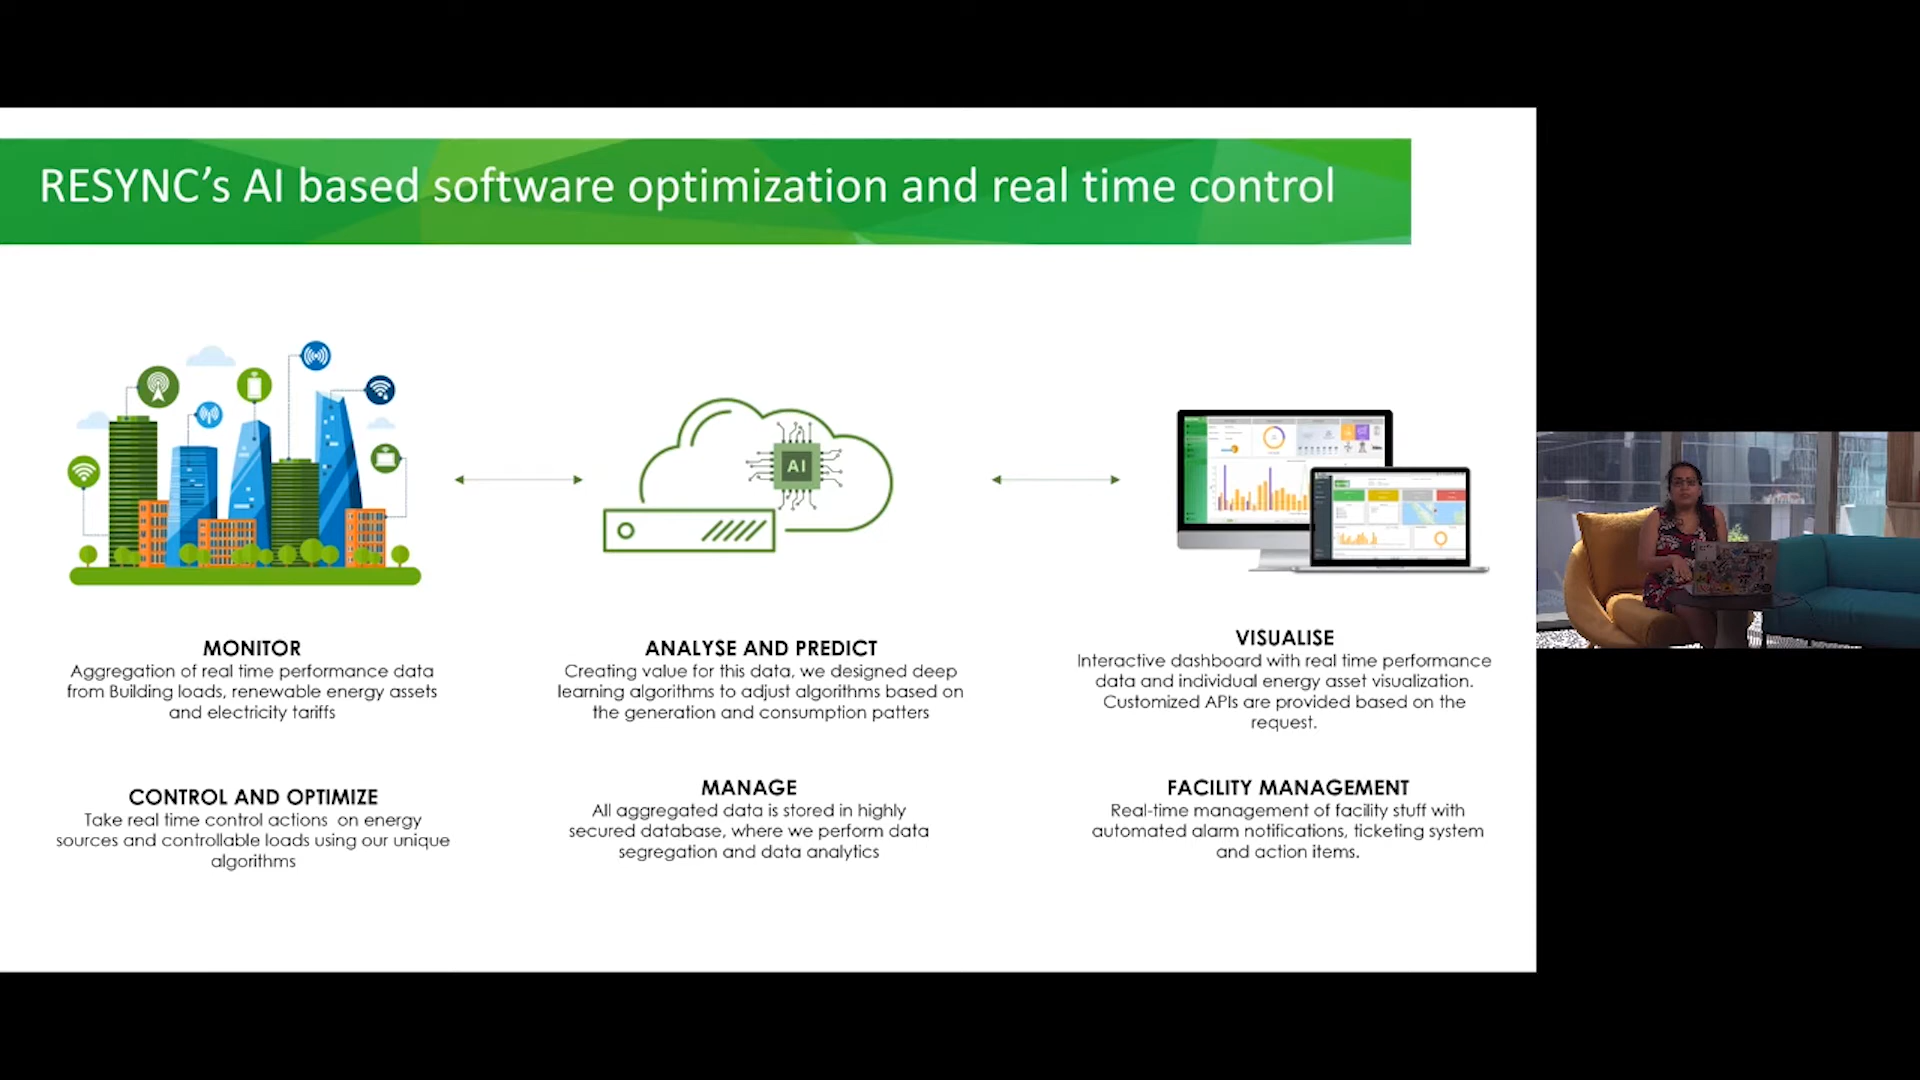 RESYNC’s AI based software optimization and real time control
AI
MONITOR
Aggregation of real time performance data
from Building loads, renewable energy assets
and electricity tariffs
CONTROL AND OPTIMIZE
Take real time control actions on energy
sources and controllable loads using our unique
algorithms
ANALYSE AND PREDICT
Creating value for this data, we designed deep
learning algorithms to adjust algorithms based on
the generation and consumption patters
MANAGE
All aggregated data is stored in highly
secured database, where we perform data
segregation and data analytics
VISUALISE
Interactive dashboard with real time performance
data and individual energy asset visualization.
Customized APIs are provided based on the
request.
FACILITY MANAGEMENT
Real-time management of facility stuff with
automated alarm notifications, ticketing system
and action items.